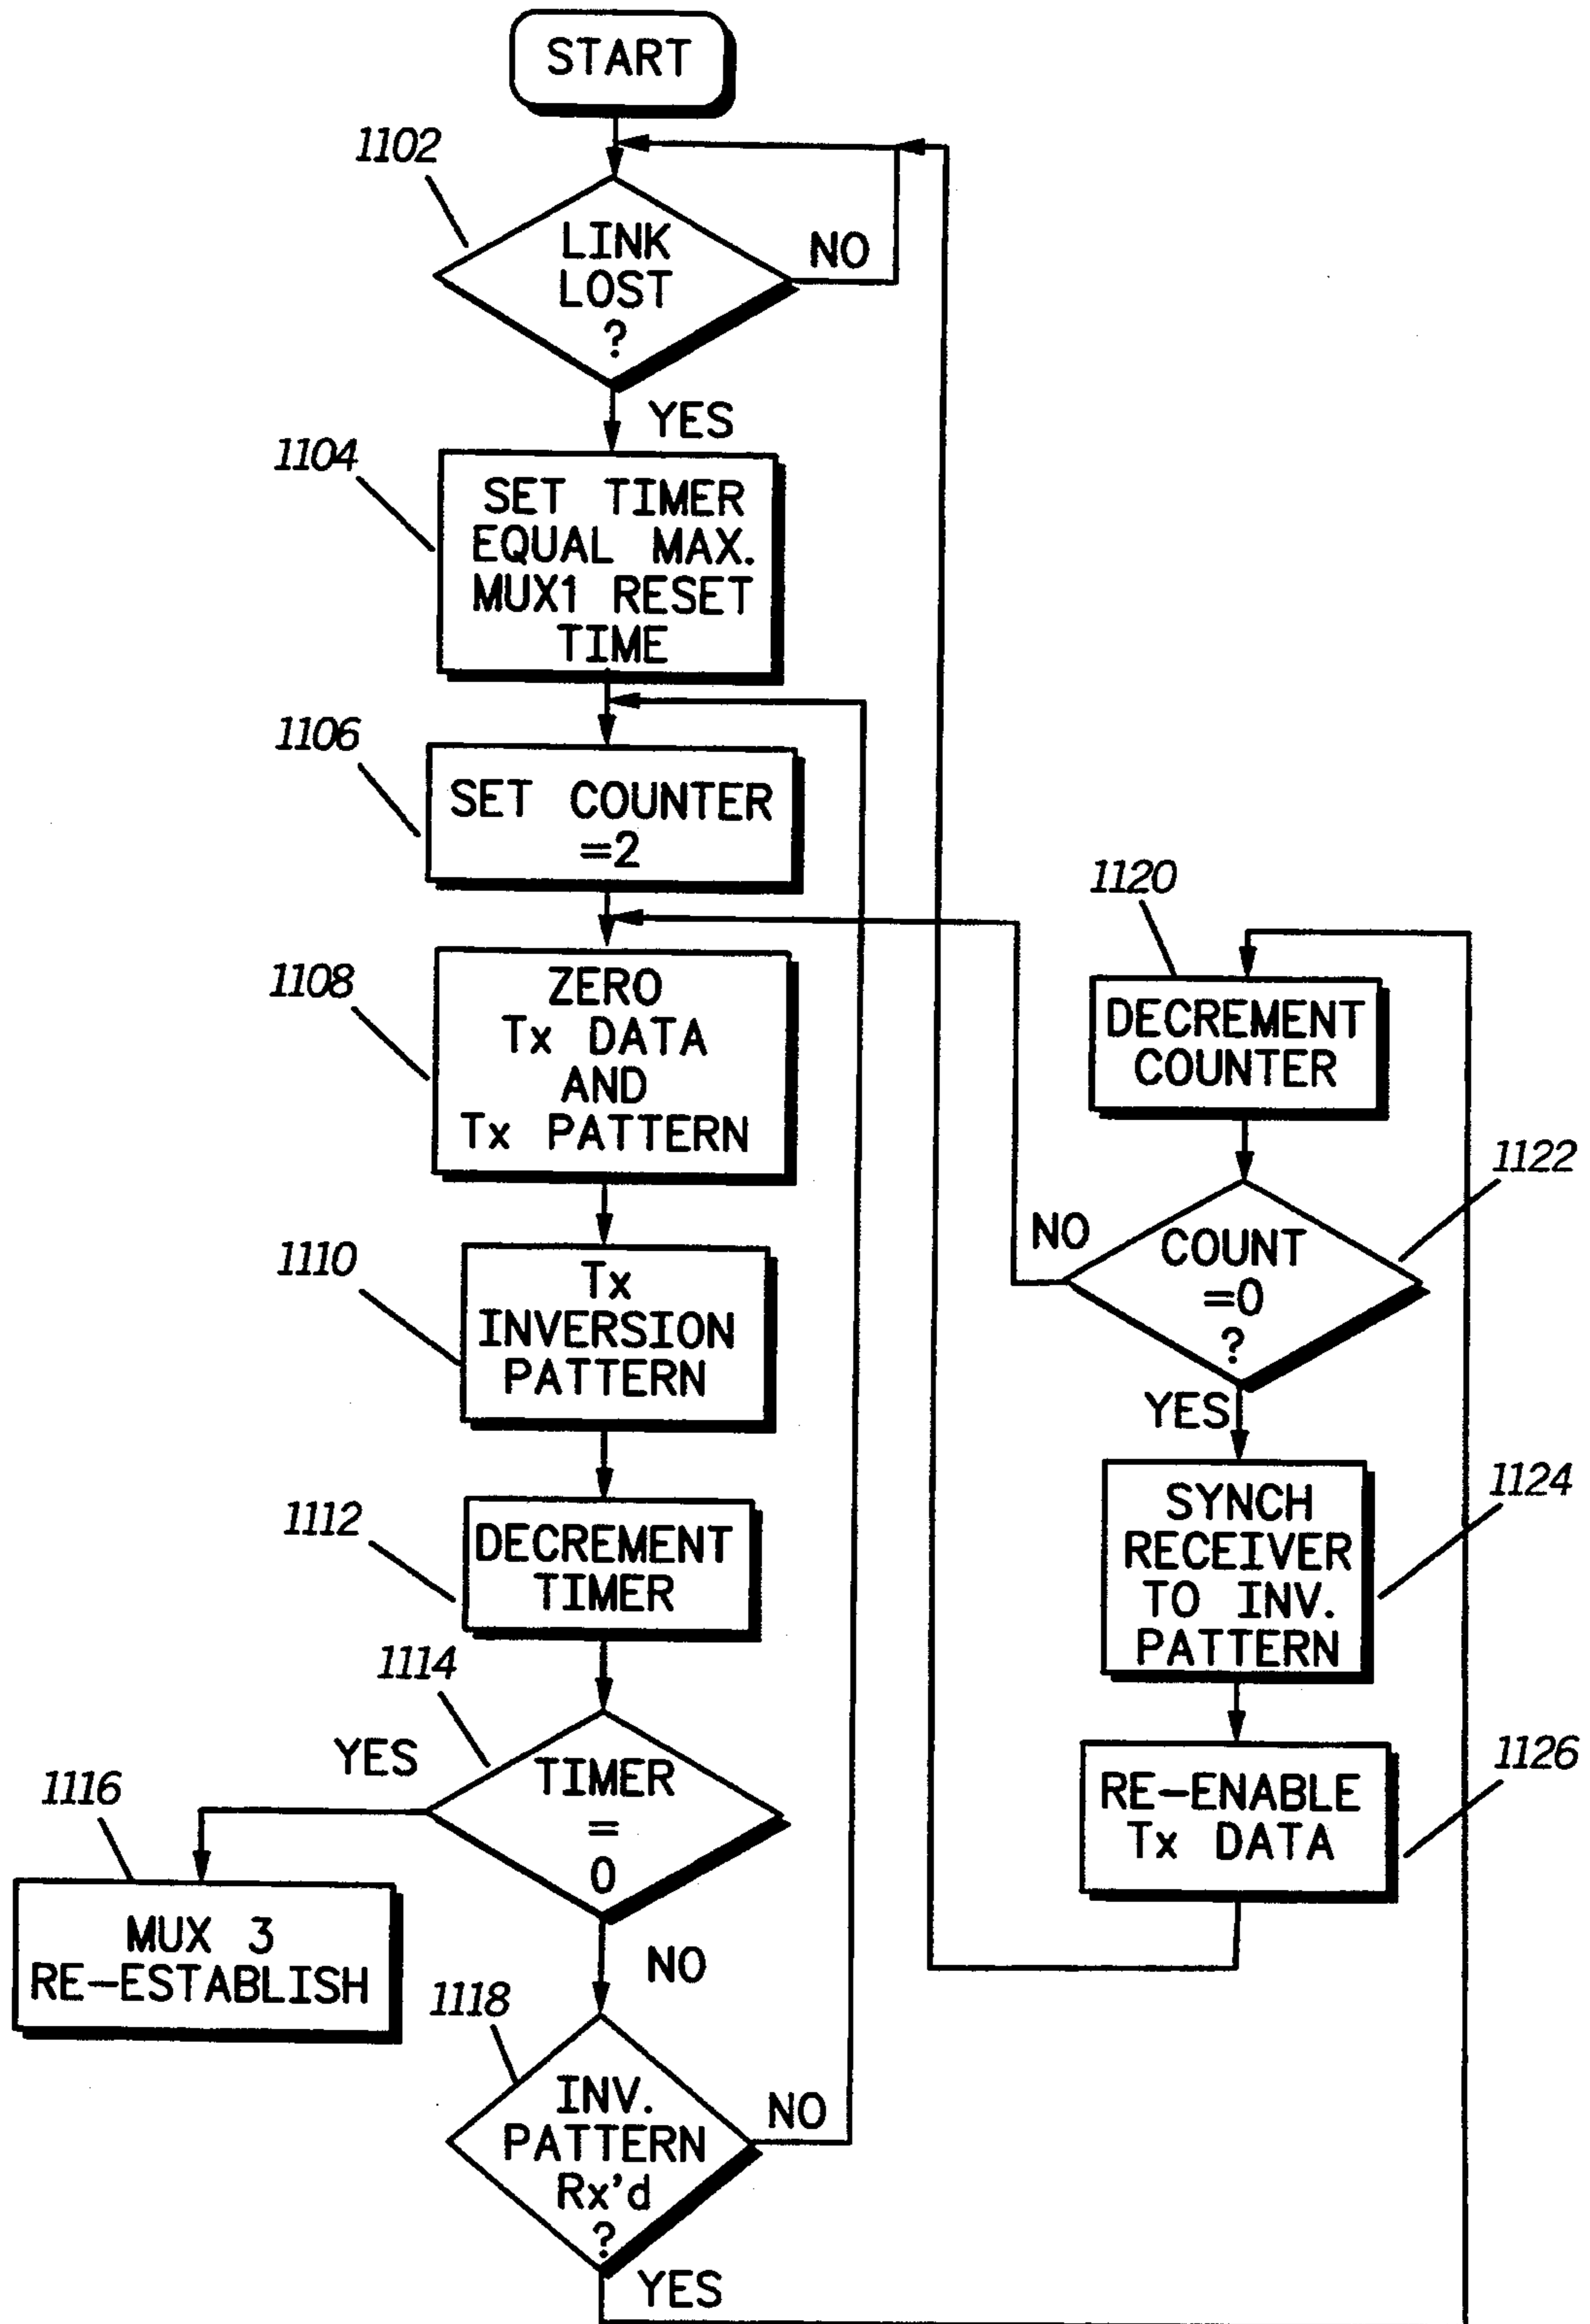 START
1102
LINK
LOST
?
NO
YES
1104
SET TIMER
EQUAL MAX.
MUX1 RESET
TIME
1106
SET COUNTER
=2
1108
ZERO
Tx DATA
AND
Tx PATTERN
1110
Tx
INVERSION
PATTERN
1112
DECREMENT
TIMER
1114
TIMER
=
0
YES
1116
MUX 3
RE-ESTABLISH
NO
1118
INV.
PATTERN
Rx'd
?
NO
YES
1120
DECREMENT
COUNTER
1122
COUNT
=0
?
NO
YES
1124
SYNCH
RECEIVER
TO INV.
PATTERN
1126
RE-ENABLE
Tx DATA